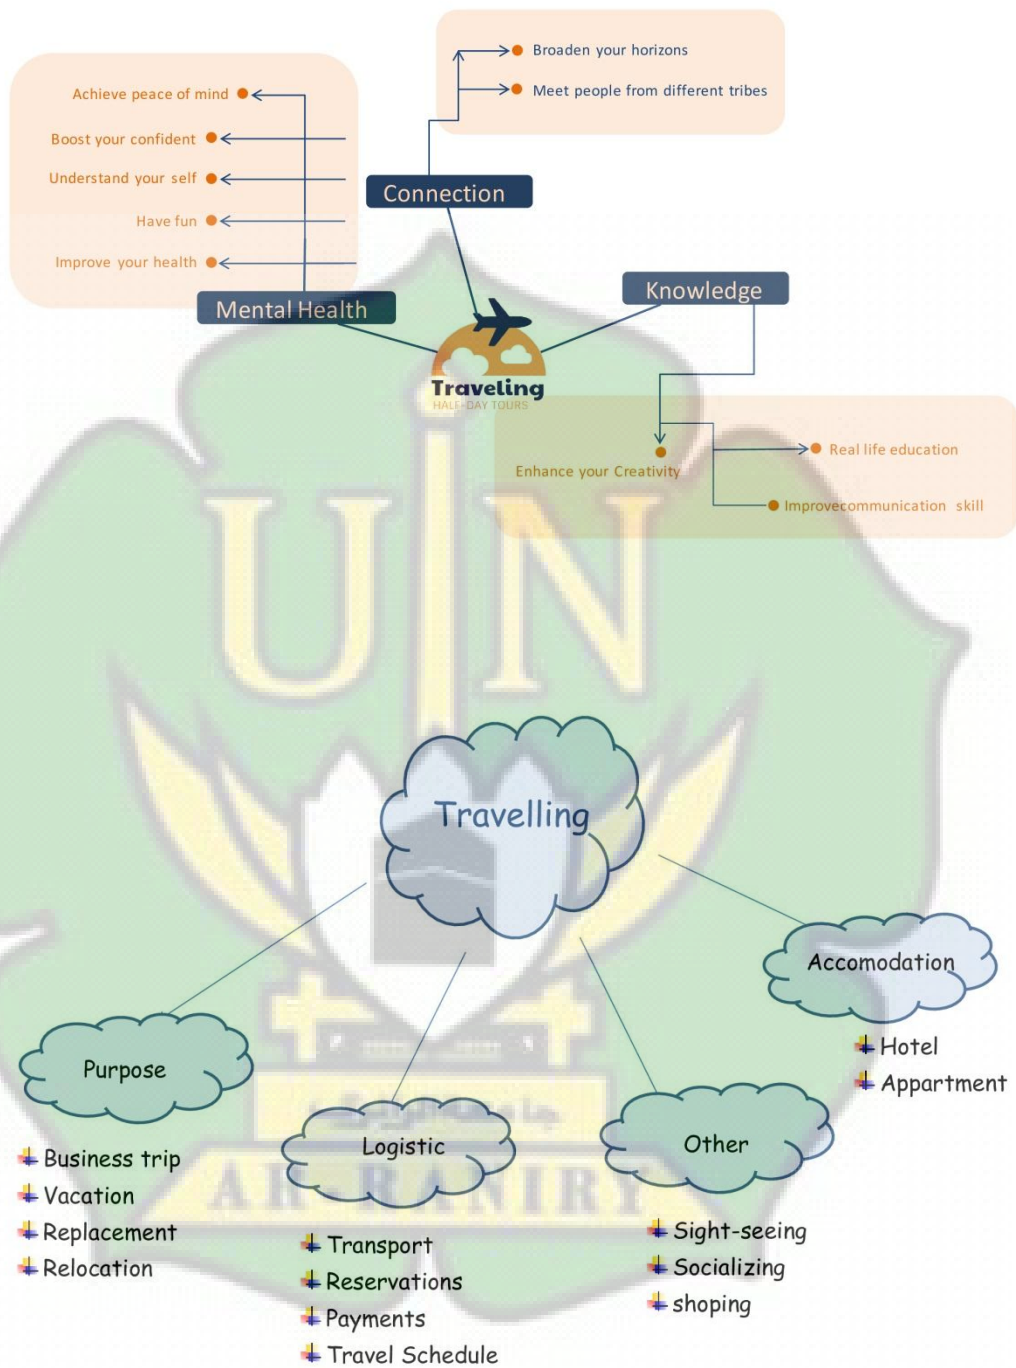 Broaden your horizons
Meet people from different tribes
Achieve peace of mind
Boost your confident
Understand your self
Have fun
Improve your health
Connection
Mental Health
Knowledge
Traveling
HALF-DAY TOURS
Enhance your Creativity
Real life education
Improvecommunication skill
UIN
Travelling
Accomodation
Hotel
Appartment
Purpose
Business trip
Vacation
Replacement
Relocation
Logistic
Transport
Reservations
Payments
Travel Schedule
Other
Sight-seeing
Socializing
shoping
AR-RANIRY